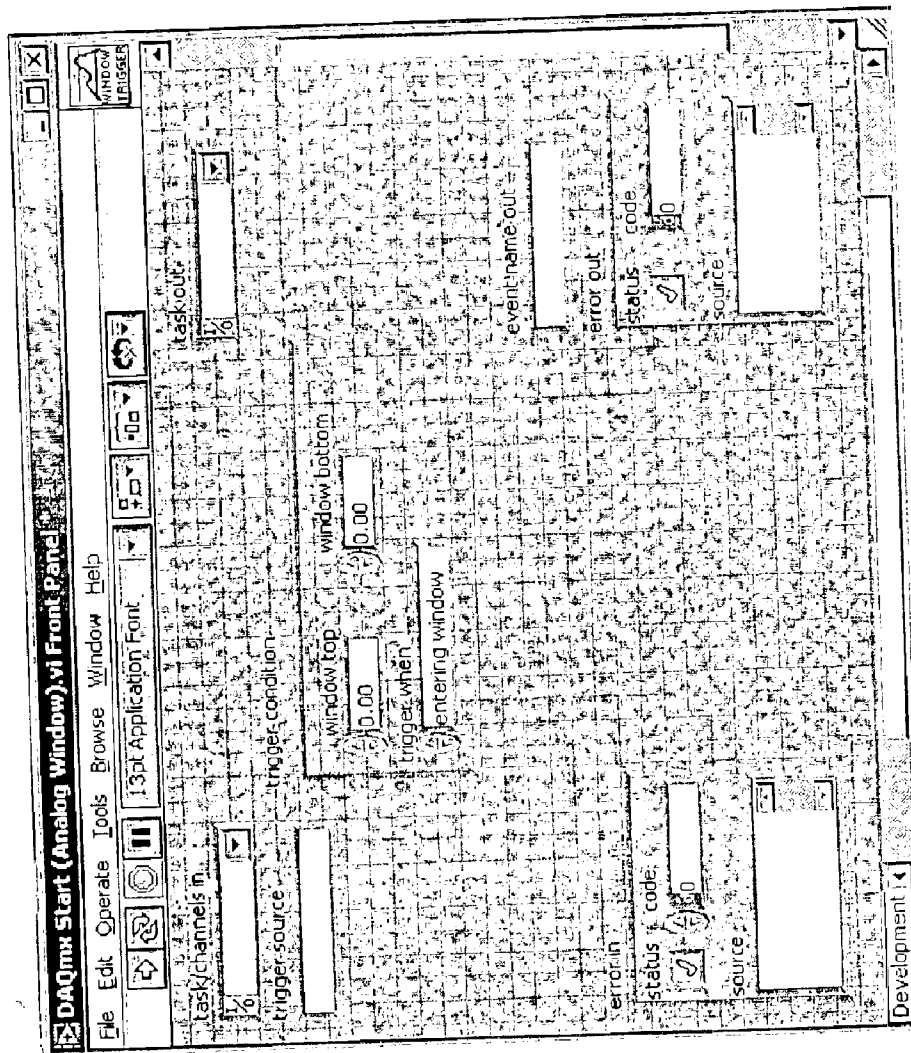 DAQmx Start (Analog Window).vi Front Panel
File Edit Operate Tools Browse Window Help
13pt Application Font
WINDOW
TRIGGER
task/channels in
I/O
task out
I/O
trigger source
trigger condition
window top
window bottom
0.00
0.00
trigger when
entering window
event name out
error in
status code
0
source
error out
status code
0
source
Development